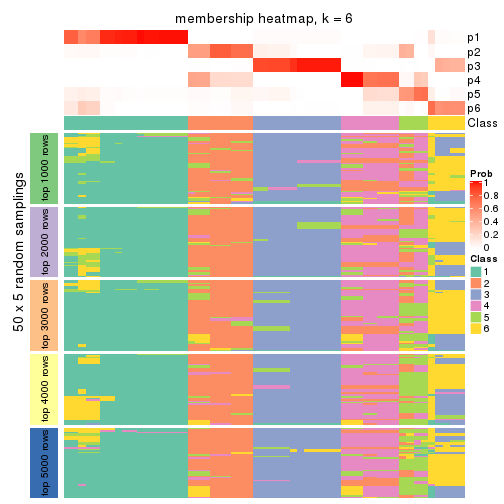 membership heatmap, k = 6
p1
p2
p3
p4
p5
p6
Class
50 x 5 random samplings
top 1000 rows
top 2000 rows
top 3000 rows
top 4000 rows
top 5000 rows
Prob
1
0.8
0.6
0.4
0.2
0
Class
1
2
3
4
5
6